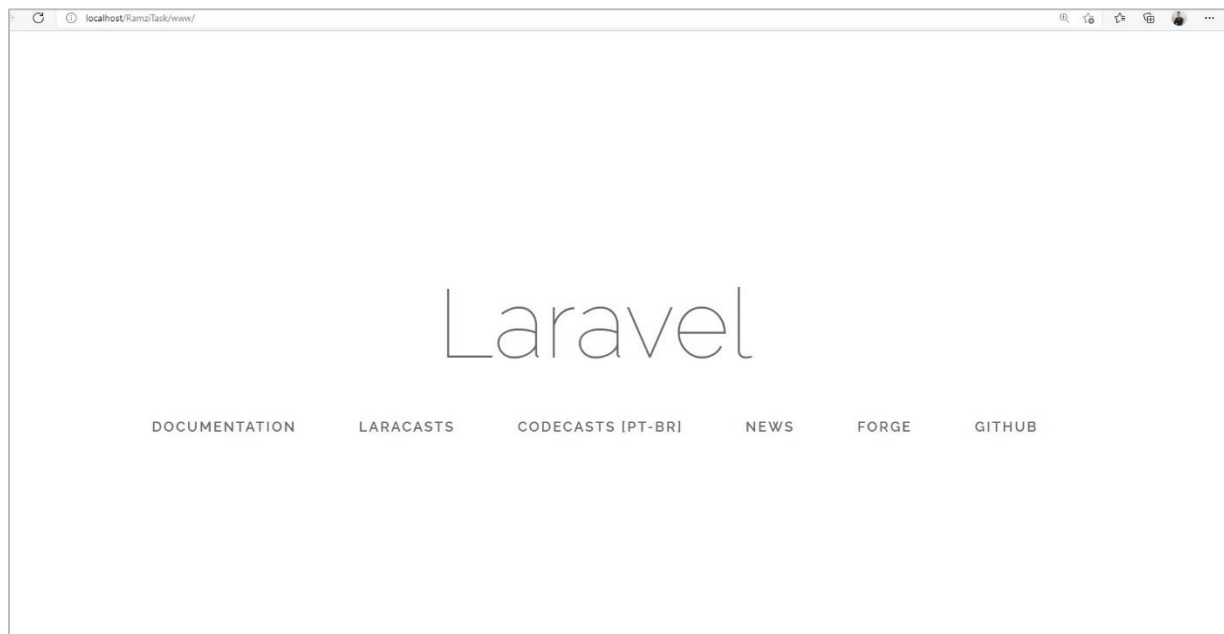 localhost/RamziTask/www/
Laravel
DOCUMENTATION LARACASTS CODECASTS [PT-BR] NEWS FORGE GITHUB